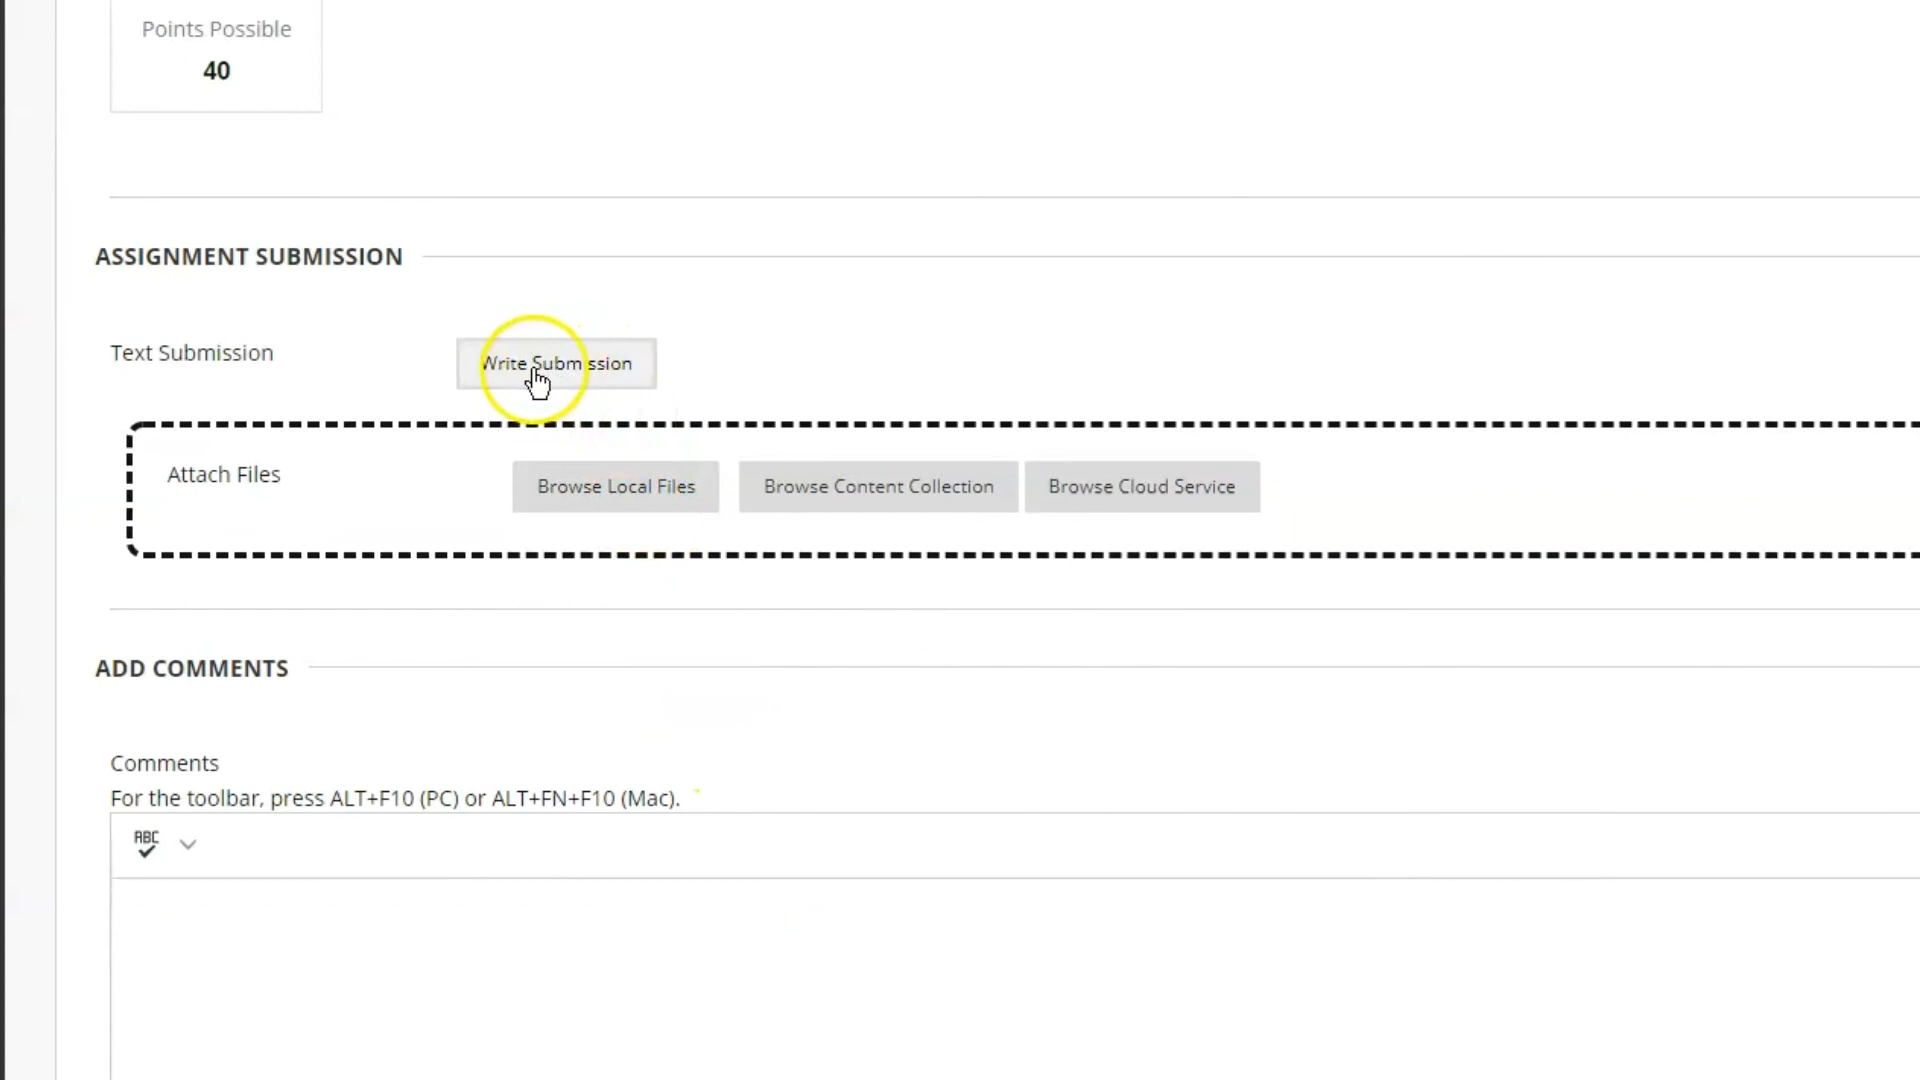 Points Possible
40
ASSIGNMENT SUBMISSION
Text Submission
Write Submission
Attach Files
Browse Local Files
Browse Content Collection
Browse Cloud Service
ADD COMMENTS
Comments
For the toolbar, press ALT+F10 (PC) or ALT+FN+F10 (Mac).
ABC